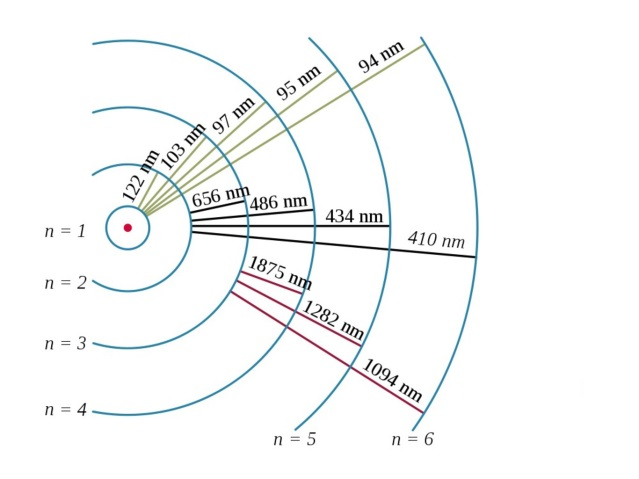 94 nm
95 nm
97 nm
103 nm
122 nm
656 nm
486 nm
434 nm
410 nm
1875 nm
1282 nm
1094 nm
n = 1
n = 2
n = 3
n = 4
n = 5
n = 6